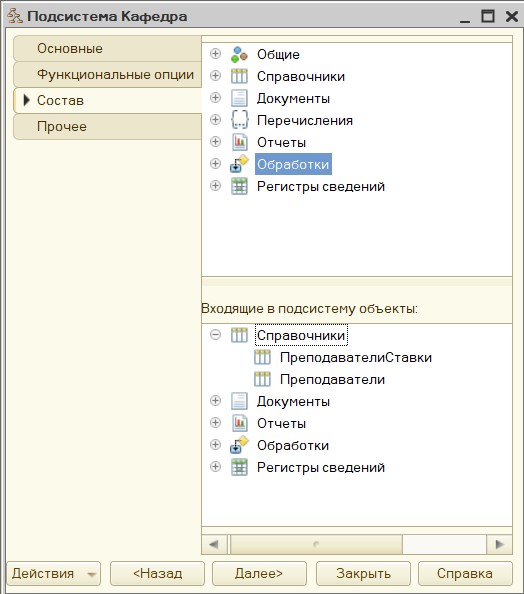 Подсистема Кафедра
Основные
Функциональные опции
Состав
Прочее
Общие
Справочники
Документы
Перечисления
Отчеты
Обработки
Регистры сведений
Входящие в подсистему объекты:
Справочники
ПреподавателиСтавки
Преподаватели
Документы
Отчеты
Обработки
Регистры сведений
Действия <Назад Далее> Закрыть Справка